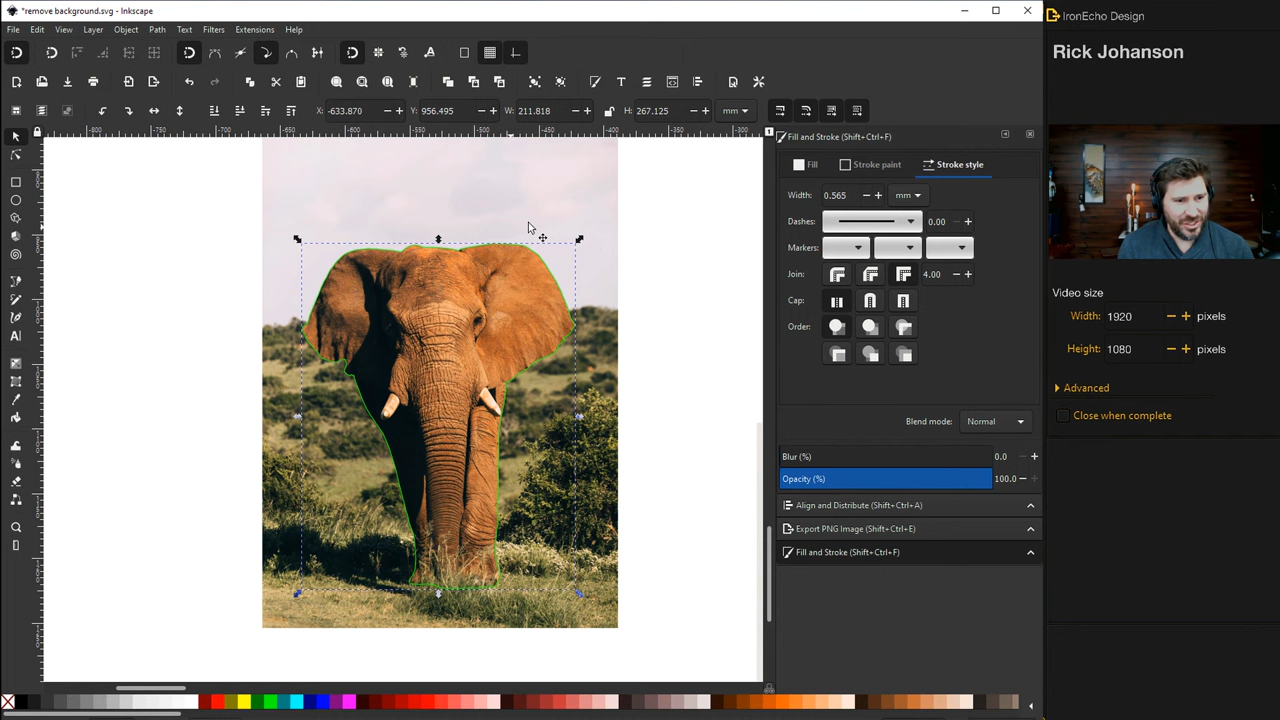 *remove background.svg - Inkscape
File Edit View Layer Object Path Text Filters Extensions Help
X: -633.870 Y: 956.495 W: 211.818 H: 267.125 mm
Fill and Stroke (Shift+Ctrl+F)
Fill Stroke paint Stroke style
Width: 0.565 mm
Dashes: 0.00
Markers:
Join: 4.00
Cap:
Order:
Blend mode: Normal
Blur (%) 0.0
Opacity (%) 100.0
Align and Distribute (Shift+Ctrl+A)
Export PNG Image (Shift+Ctrl+E)
Fill and Stroke (Shift+Ctrl+F)
IronEcho Design
Rick Johanson
Video size
Width: 1920 pixels
Height: 1080 pixels
Advanced
Close when complete